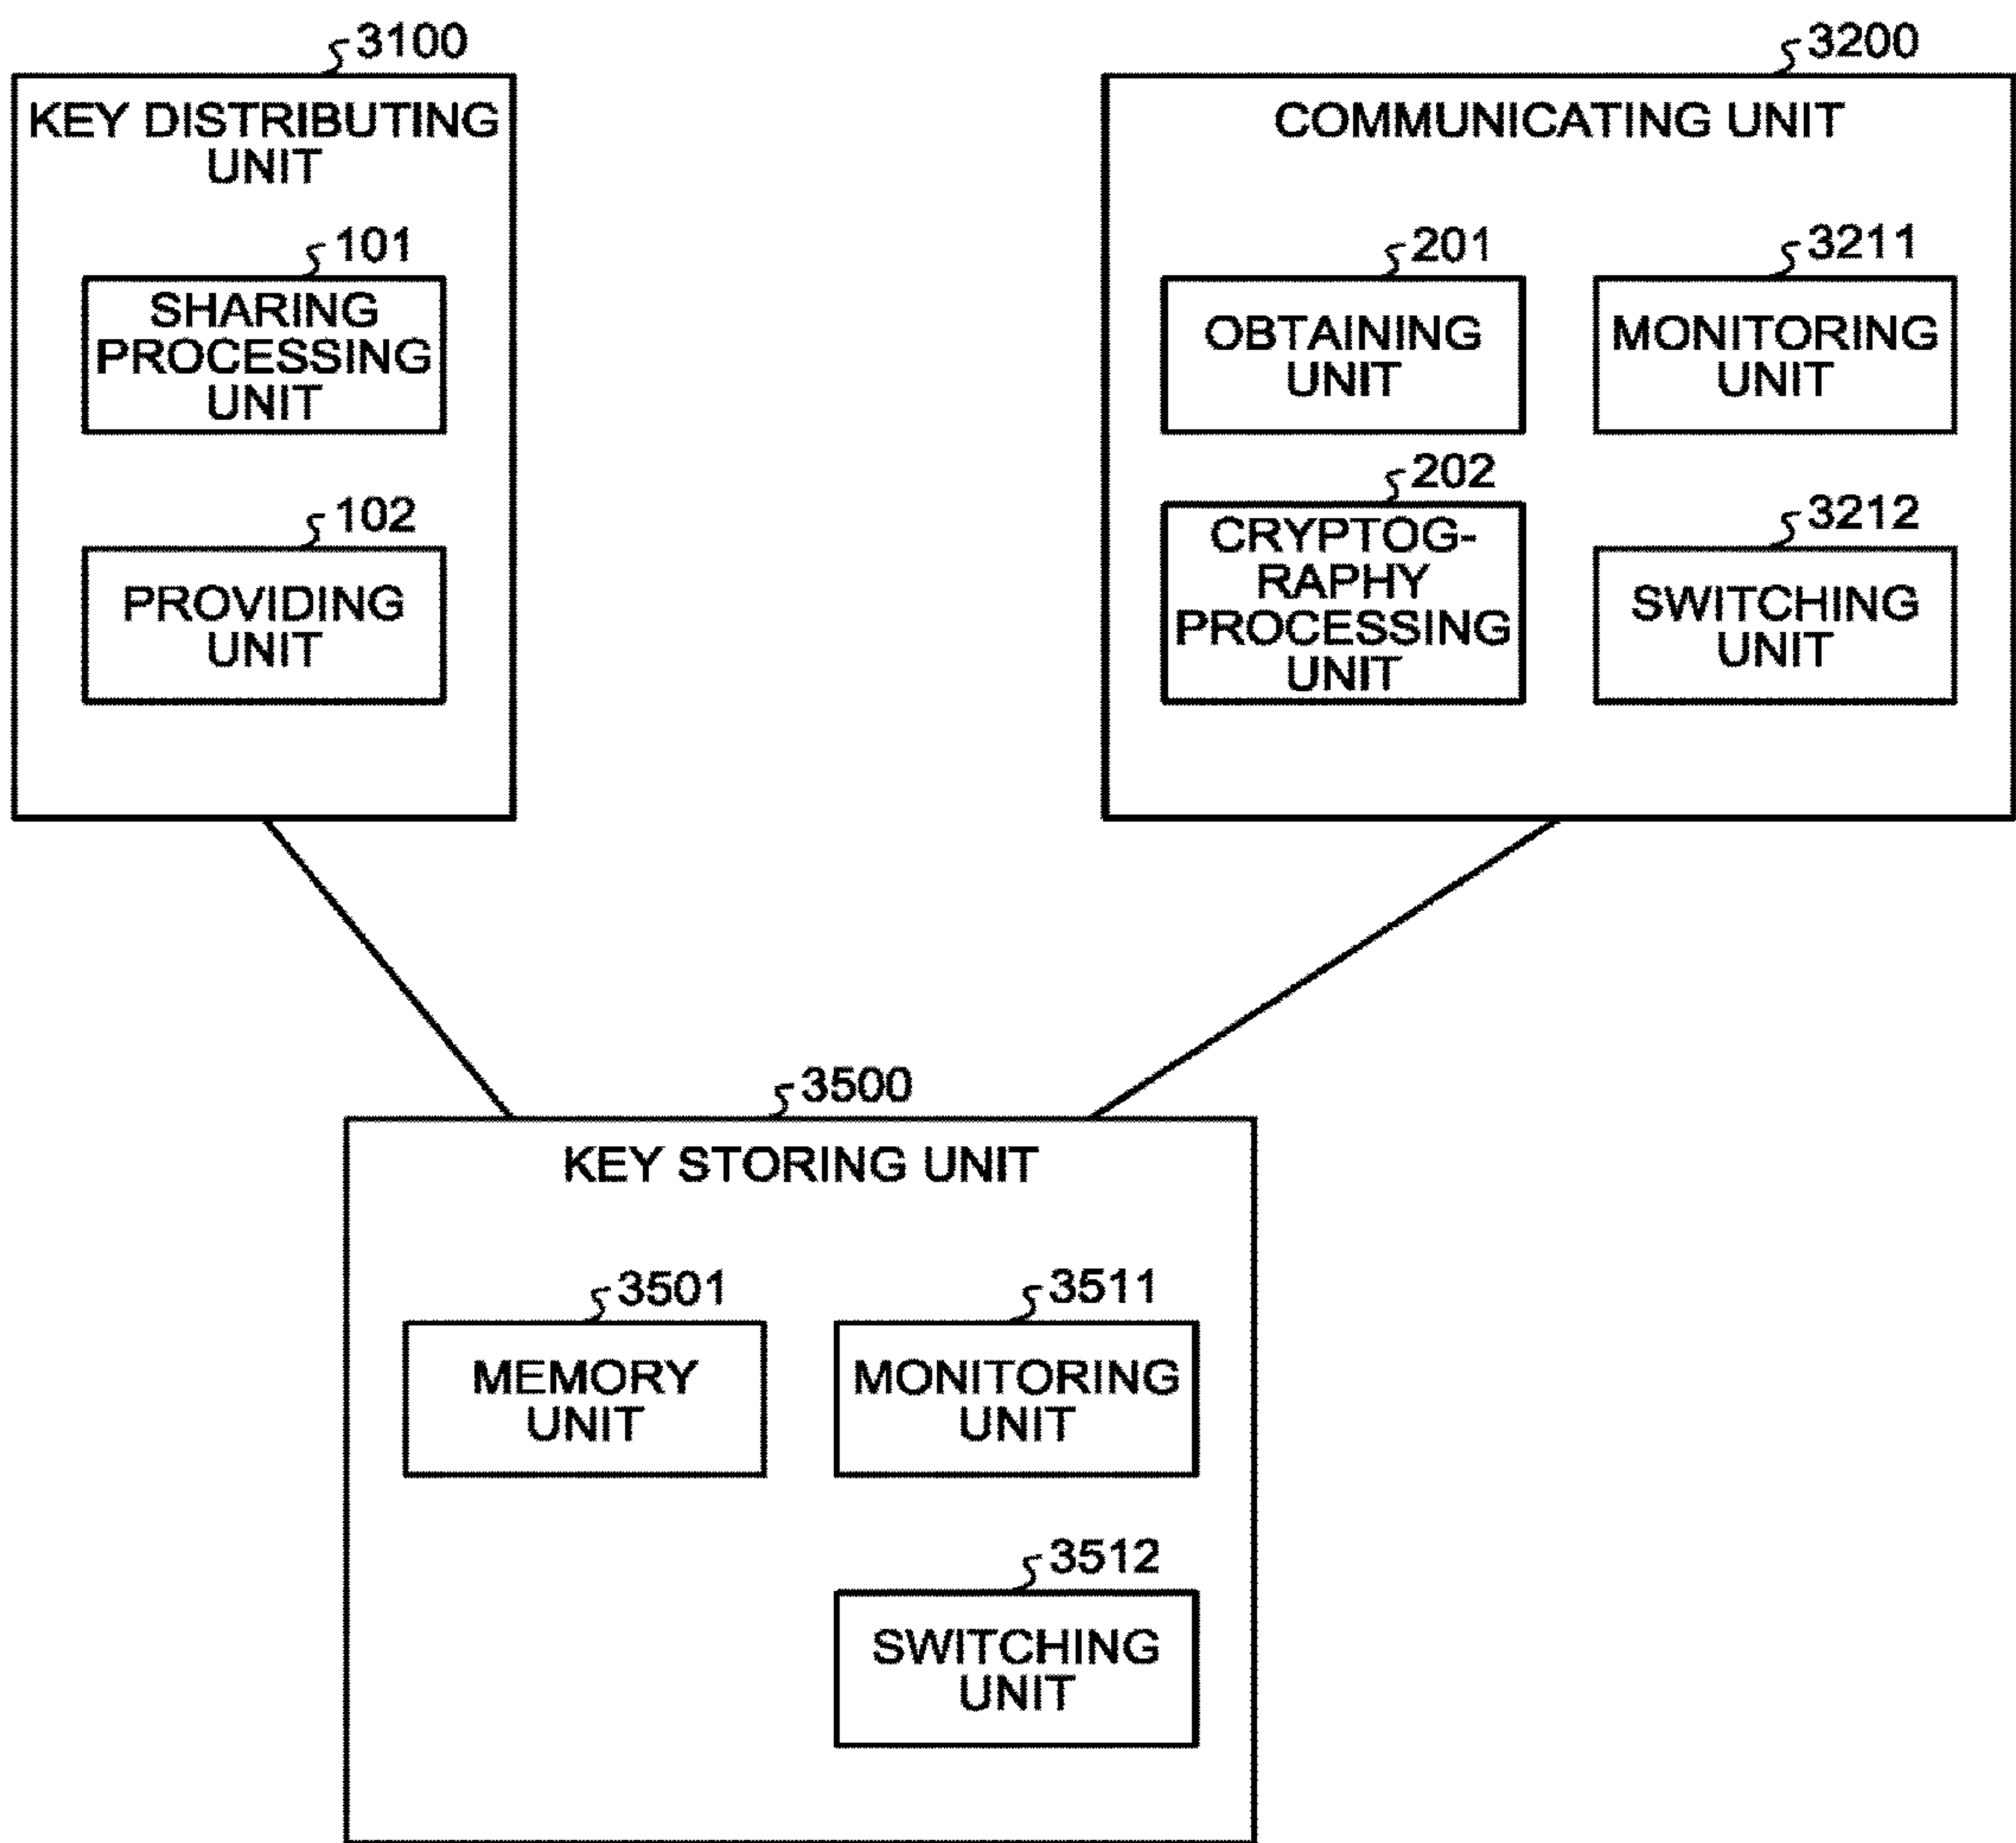 3100
KEY DISTRIBUTING
UNIT
101
SHARING
PROCESSING
UNIT
102
PROVIDING
UNIT
3200
COMMUNICATING UNIT
201
OBTAINING
UNIT
3211
MONITORING
UNIT
202
CRYPTOG-
RAPHY
PROCESSING
UNIT
3212
SWITCHING
UNIT
3500
KEY STORING UNIT
3501
MEMORY
UNIT
3511
MONITORING
UNIT
3512
SWITCHING
UNIT